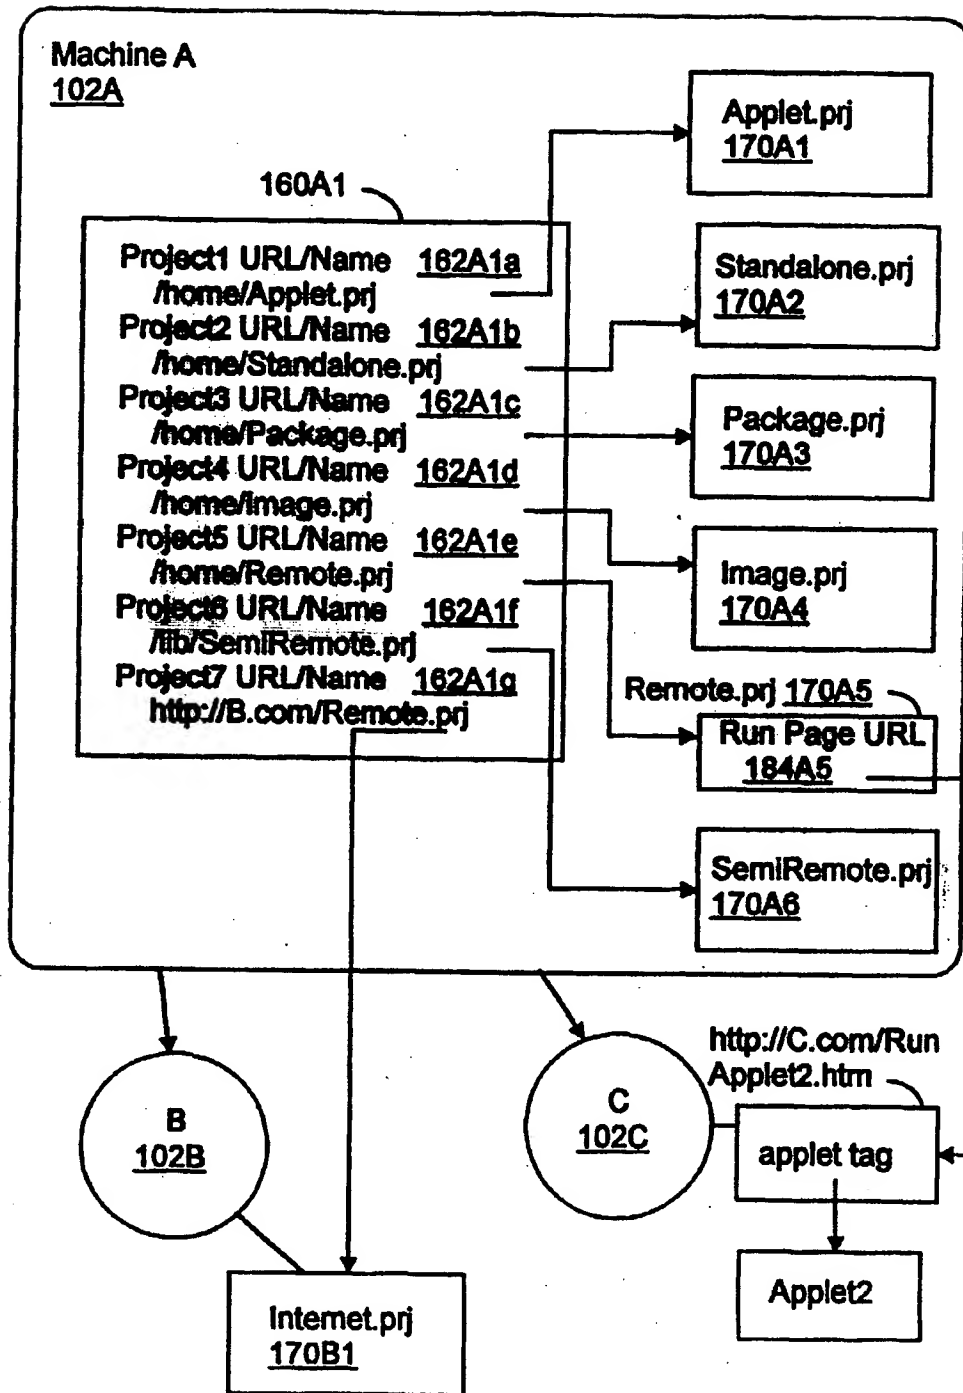 Machine A
102A
160A1
Project1 URL/Name 162A1a
/home/Applet.prj
Project2 URL/Name 162A1b
/home/Standalone.prj
Project3 URL/Name 162A1c
/home/Package.prj
Project4 URL/Name 162A1d
/home/Image.prj
Project5 URL/Name 162A1e
/home/Remote.prj
Project6 URL/Name 162A1f
/lib/SemiRemote.prj
Project7 URL/Name 162A1g
http://B.com/Remote.prj
Applet.prj
170A1
Standalone.prj
170A2
Package.prj
170A3
Image.prj
170A4
Remote.prj 170A5
Run Page URL
184A5
SemiRemote.prj
170A6
B
102B
C
102C
http://C.com/Run
Applet2.htm
applet tag
Applet2
Internet.prj
170B1